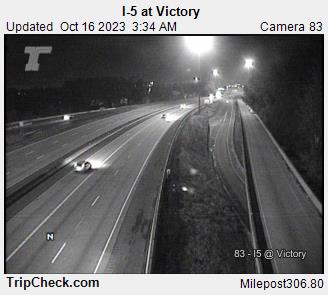 I-5 at Victory
Updated Oct 16 2023 3:34 AM Camera 83
T
N
83 - I5 @ Victory
TripCheck.com Milepost306.80